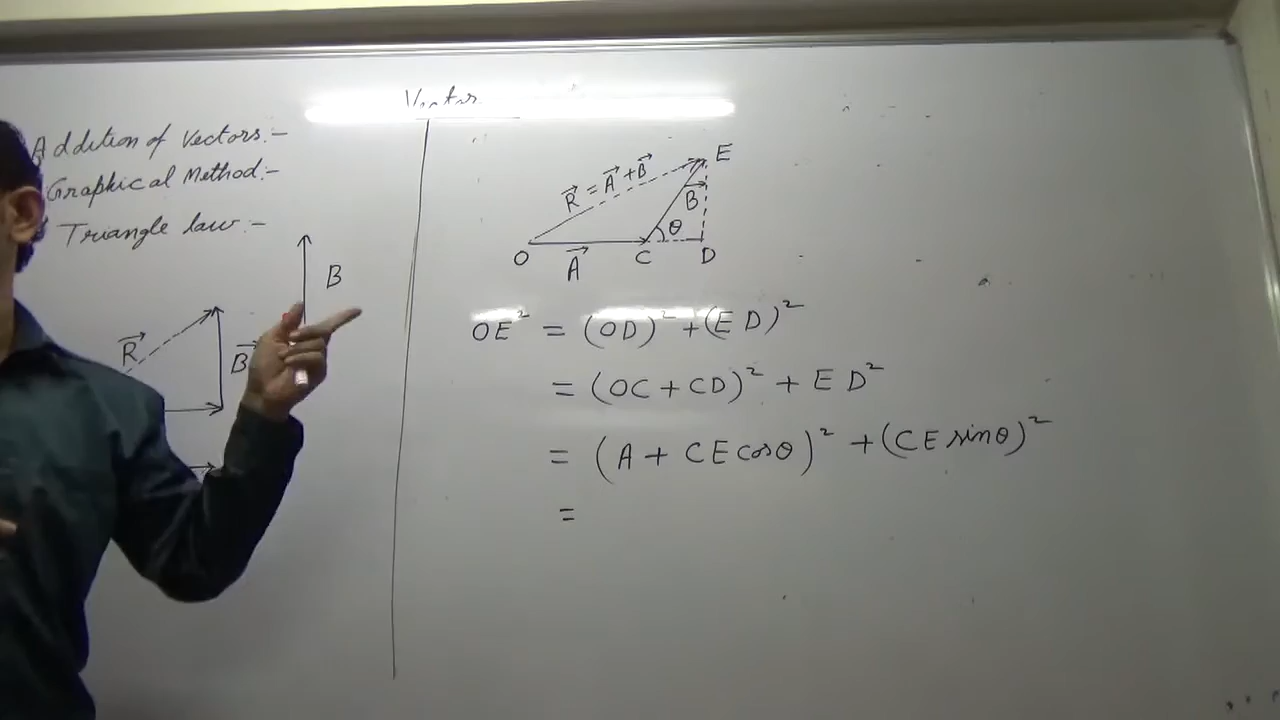 Vector
Addition of Vectors:-
Graphical Method:-
Triangle law:-
B
R⃗
B⃗
R⃗ = A⃗ + B⃗
E
B⃗
θ
O
A⃗
C
D
OE² = (OD)² + (ED)²
= (OC + CD)² + ED²
= (A + CE cosθ)² + (CE sinθ)²
=